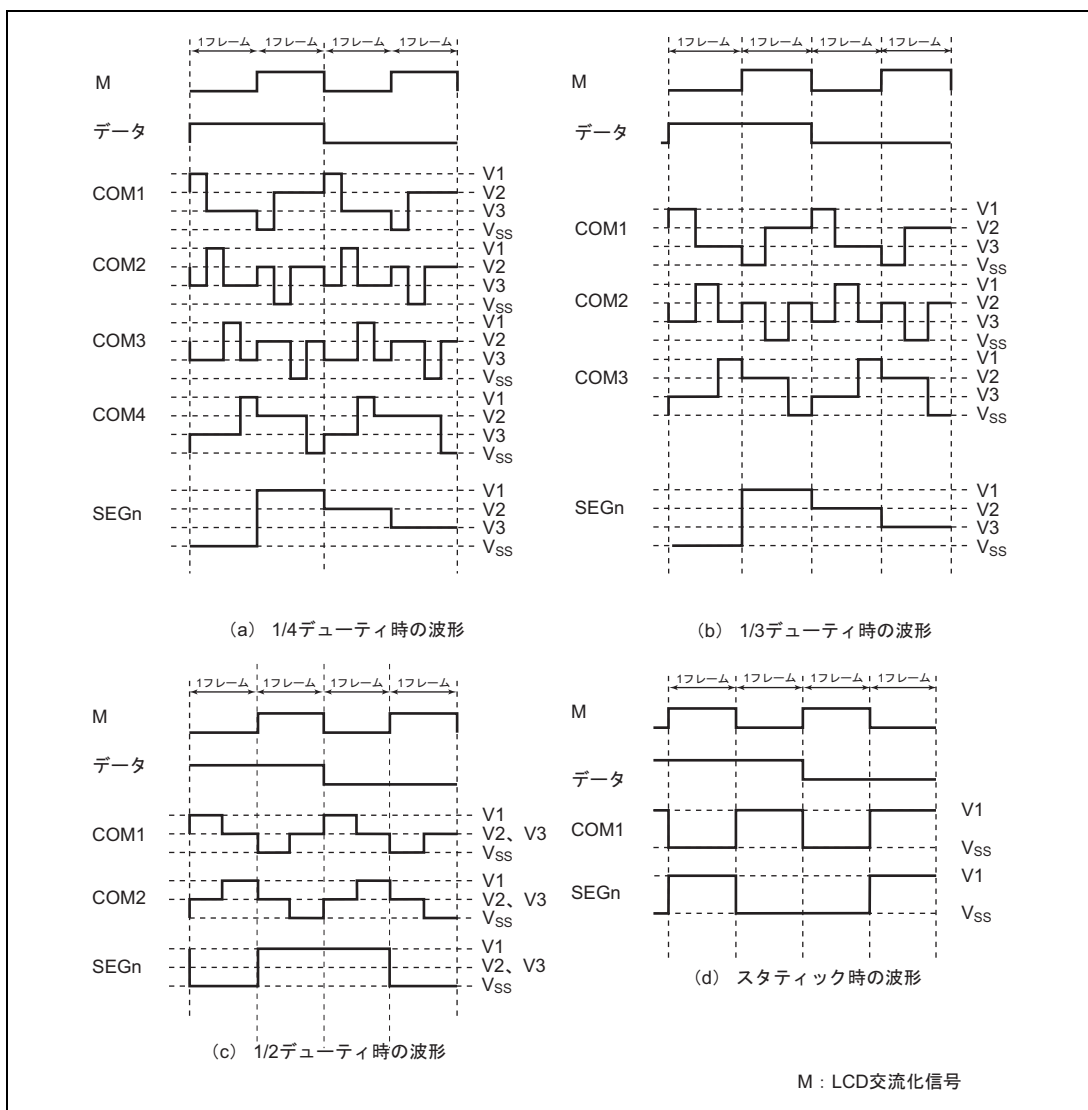 1フレーム 1フレーム 1フレーム 1フレーム
M
データ
COM1
V1
V2
V3
VSS
COM2
V1
V2
V3
VSS
COM3
V1
V2
V3
VSS
COM4
V1
V2
V3
VSS
SEGn
V1
V2
V3
VSS
(a) 1/4デューティ時の波形
1フレーム 1フレーム 1フレーム 1フレーム
M
データ
COM1
V1
V2
V3
VSS
COM2
V1
V2
V3
VSS
COM3
V1
V2
V3
VSS
SEGn
V1
V2
V3
VSS
(b) 1/3デューティ時の波形
1フレーム 1フレーム 1フレーム 1フレーム
M
データ
COM1
V1
V2、V3
VSS
COM2
V1
V2、V3
VSS
SEGn
V1
V2、V3
VSS
(c) 1/2デューティ時の波形
1フレーム 1フレーム 1フレーム 1フレーム
M
データ
COM1
V1
VSS
SEGn
V1
VSS
(d) スタティック時の波形
M：LCD交流化信号